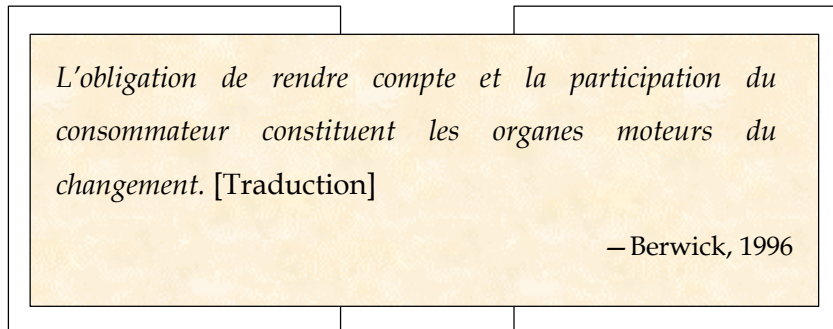 L’obligation de rendre compte et la participation du
consommateur constituent les organes moteurs du
changement. [Traduction]
—Berwick, 1996